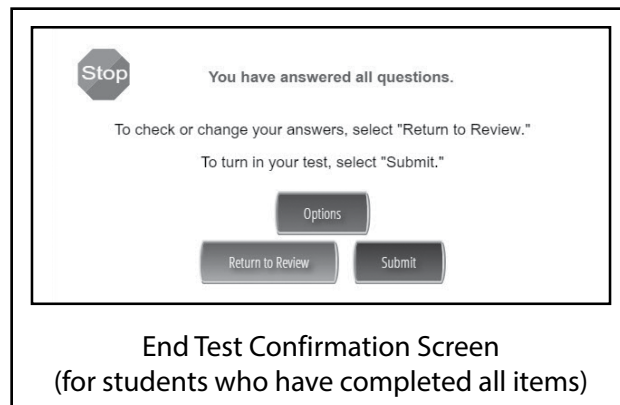 Stop
You have answered all questions.
To check or change your answers, select "Return to Review."
To turn in your test, select "Submit."
Options
Return to Review
Submit
End Test Confirmation Screen
(for students who have completed all items)